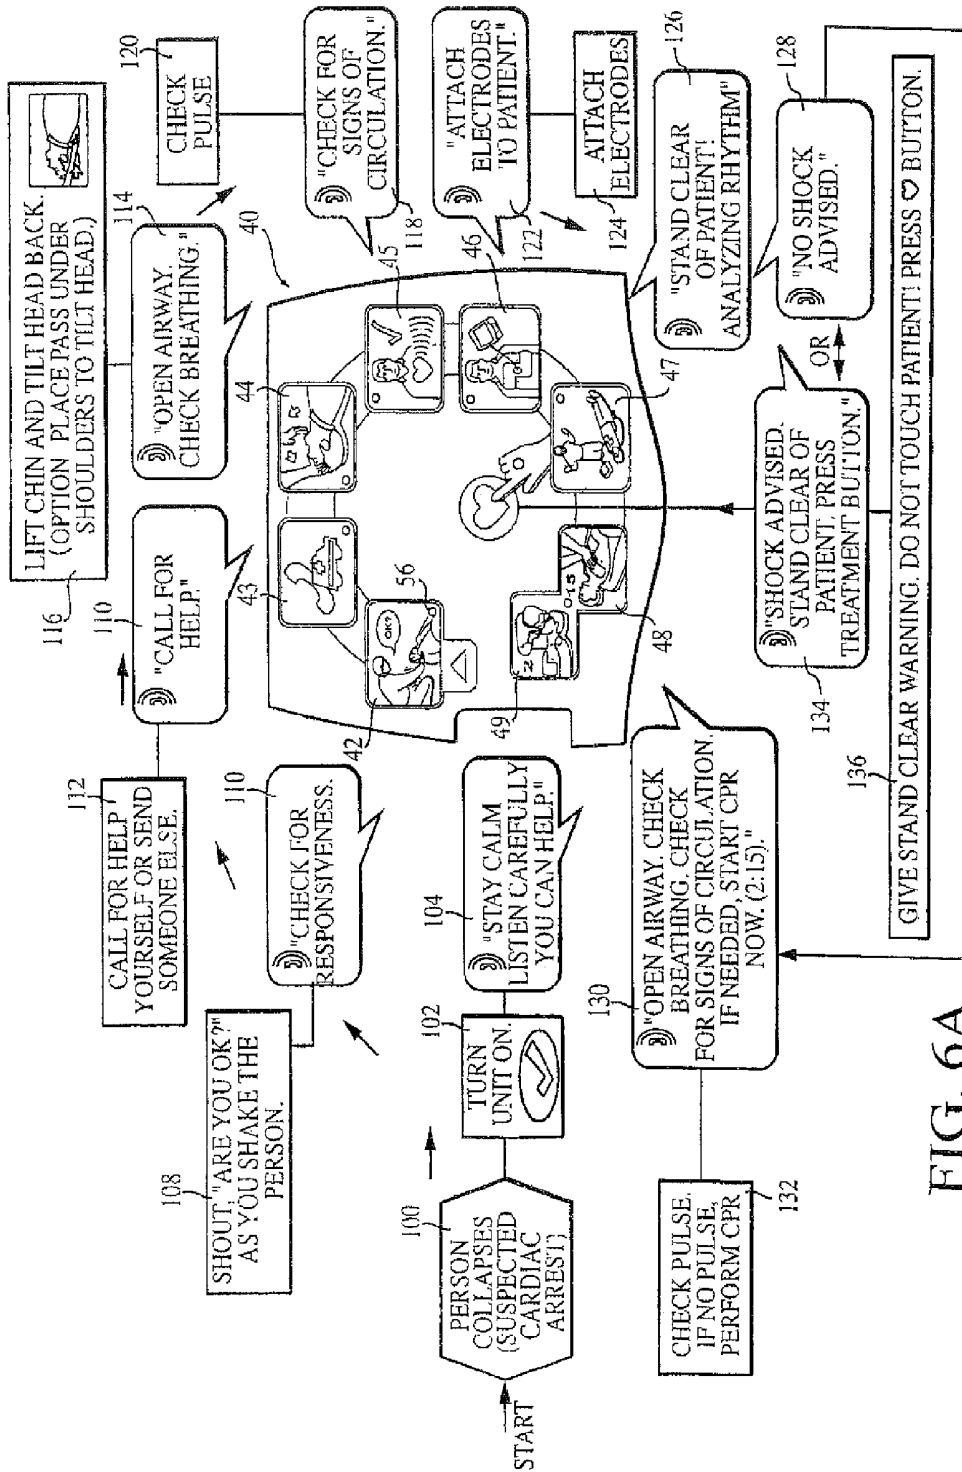 START
100
PERSON
COLLAPSES
(SUSPECTED
CARDIAC
ARREST)
102
TURN
UNIT ON.
104
"STAY CALM
LISTEN CAREFULLY
YOU CAN HELP."
108
SHOUT, "ARE YOU OK?"
AS YOU SHAKE THE
PERSON.
110
"CHECK FOR
RESPONSIVENESS.
112
CALL FOR HELP
YOURSELF OR SEND
SOMEONE ELSE.
110
"CALL FOR
HELP."
116
LIFT CHIN AND TILT HEAD BACK.
(OPTION PLACE PASS UNDER
SHOULDERS TO TILT HEAD.)
114
"OPEN AIRWAY.
CHECK BREATHING."
120
CHECK
PULSE
"CHECK FOR
SIGNS OF
CIRCULATION."
118
40
42
43
44
45
46
47
48
49
56
OK?
2
15
"ATTACH
ELECTRODES
TO PATIENT."
122
ATTACH
ELECTRODES
124
126
"STAND CLEAR
OF PATIENT!
ANALYZING RHYTHM"
128
"NO SHOCK
ADVISED."
OR
"SHOCK ADVISED.
STAND CLEAR OF
PATIENT. PRESS
TREATMENT BUTTON."
134
136
GIVE STAND CLEAR WARNING. DO NOT TOUCH PATIENT! PRESS ♡ BUTTON.
130
"OPEN AIRWAY. CHECK
BREATHING. CHECK
FOR SIGNS OF CIRCULATION.
IF NEEDED, START CPR
NOW. (2:15)."
CHECK PULSE.
IF NO PULSE,
PERFORM CPR
132
FIG. 6A